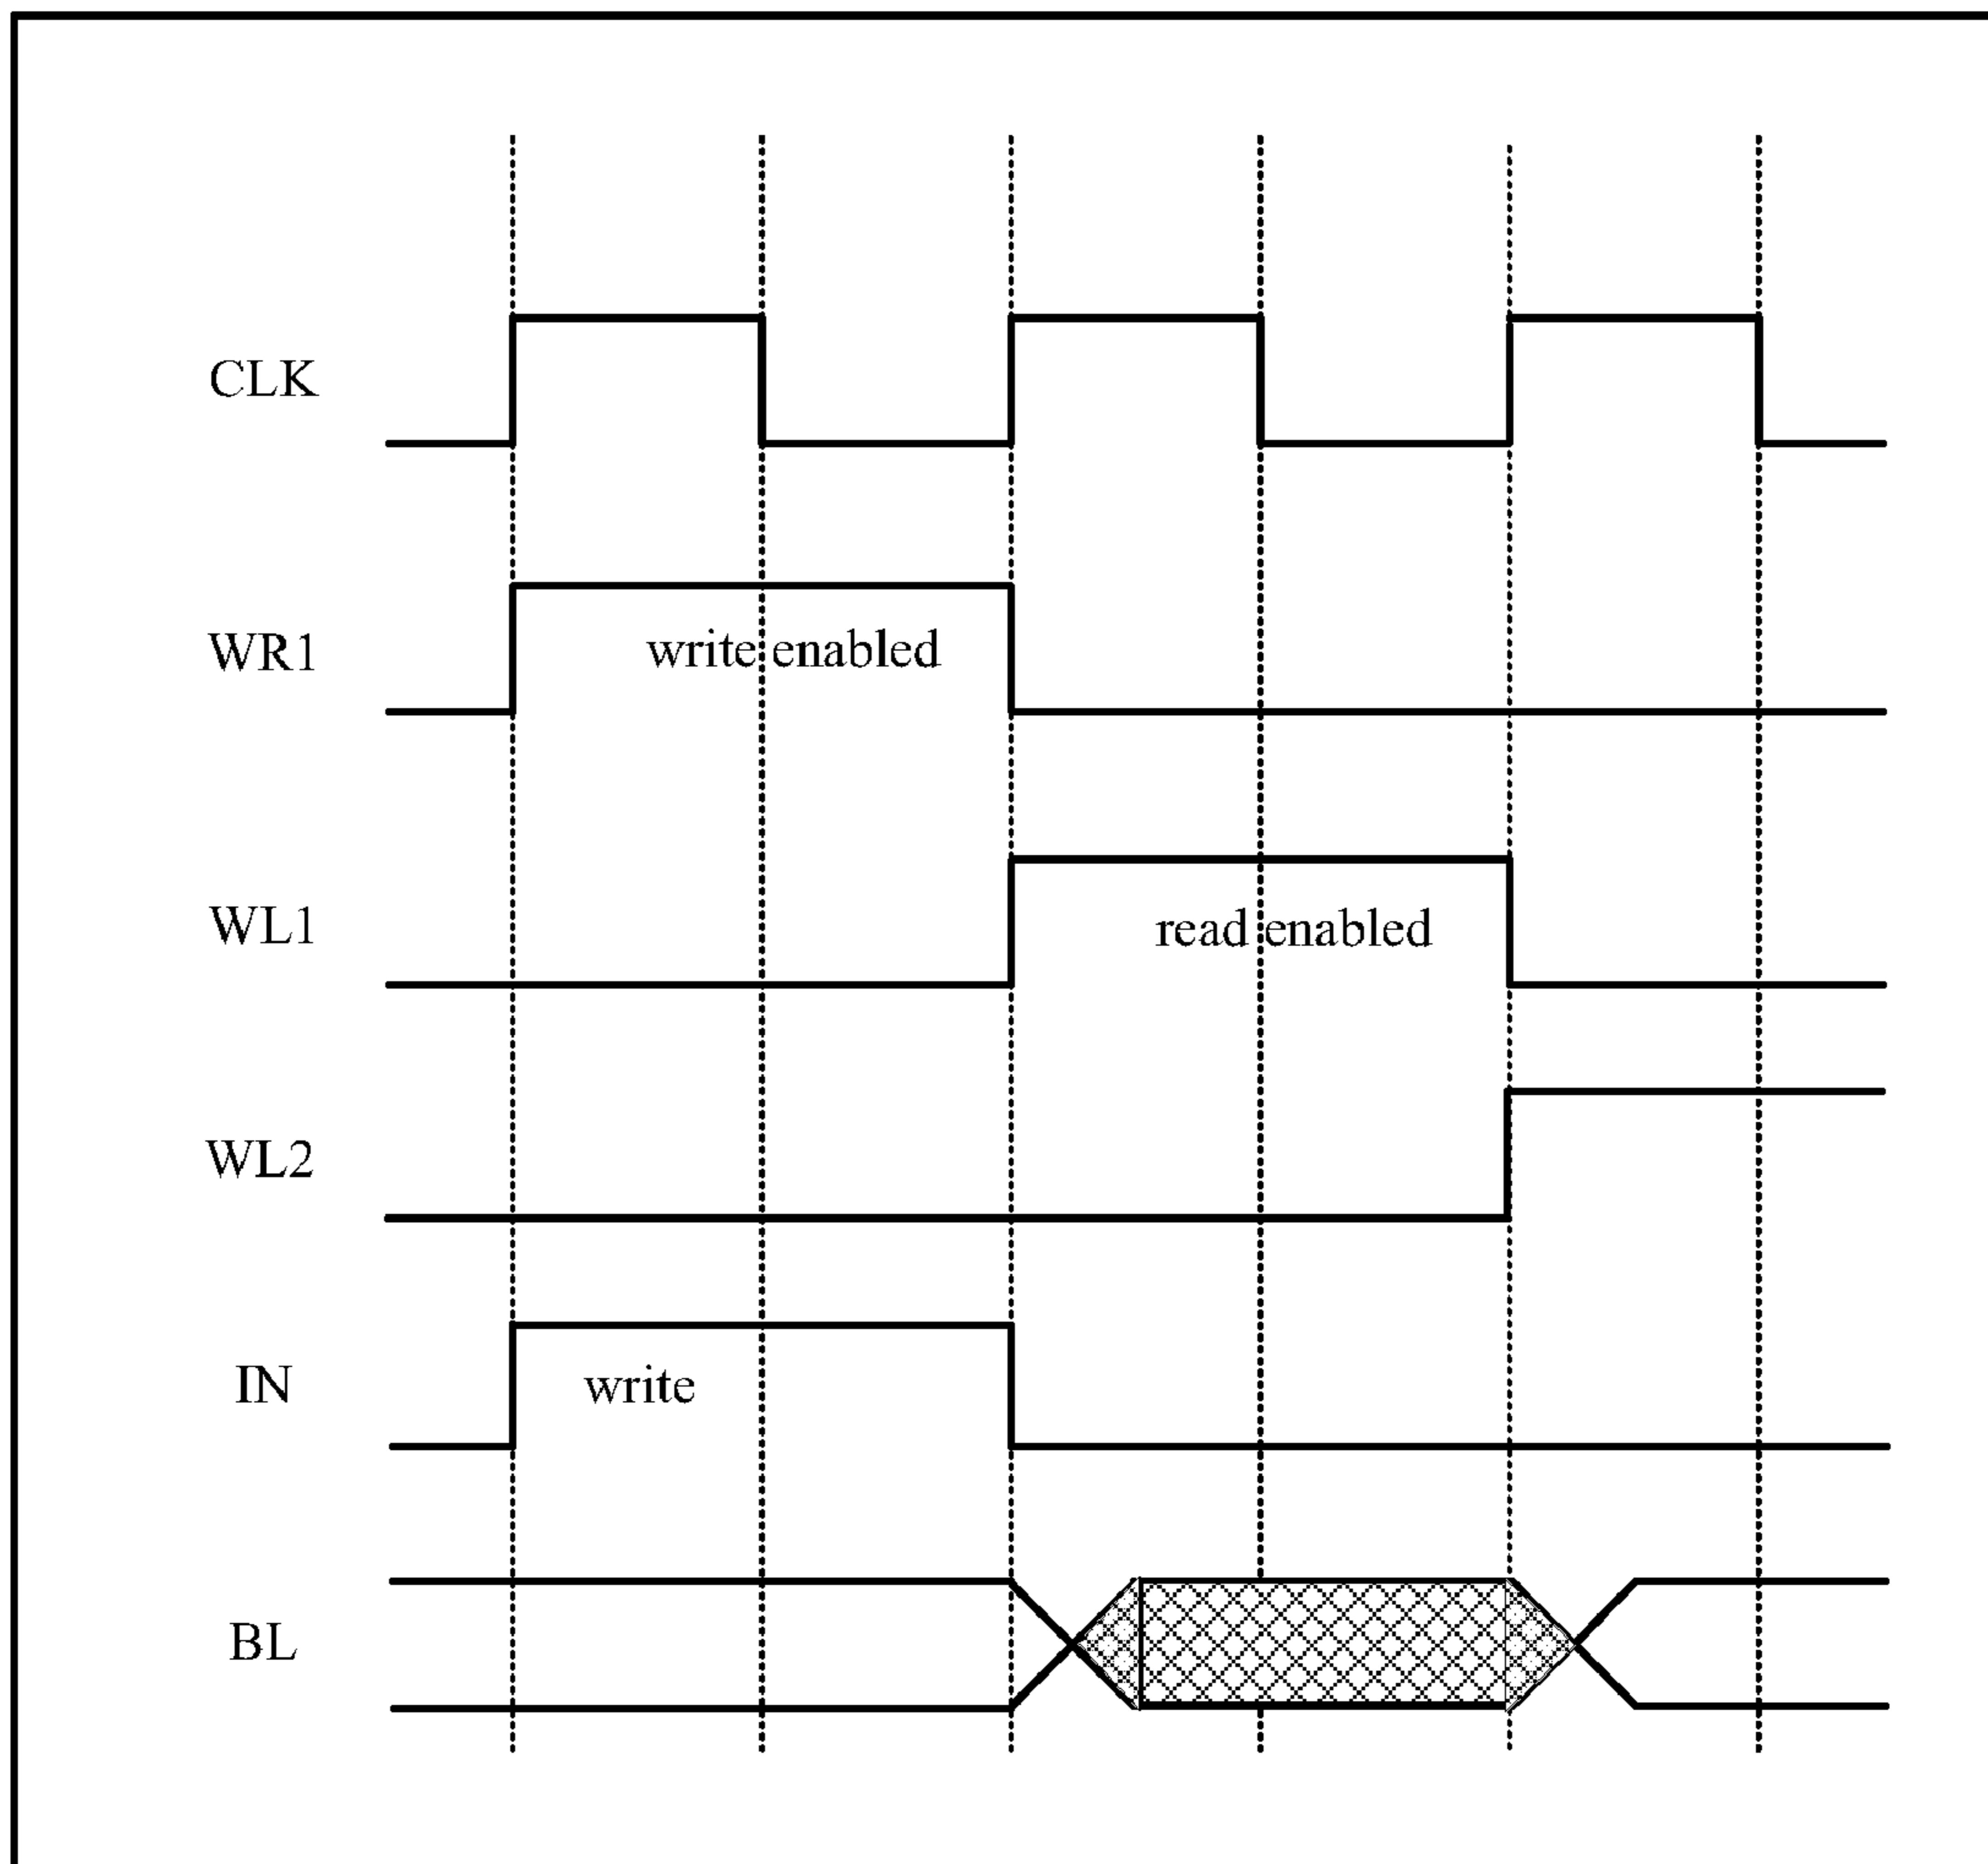 CLK
WR1
write enabled
WL1
read enabled
WL2
IN
write
BL